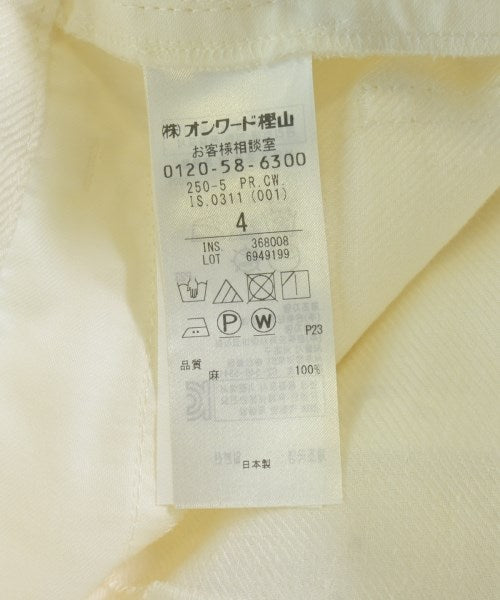 (株)オンワード樫山
お客様相談室
0120-58-6300
250-5 PR.CW.
IS.0311 (001)
4
INS. 368008
LOT 6949199
P W P23
品質
麻 100%
日本製